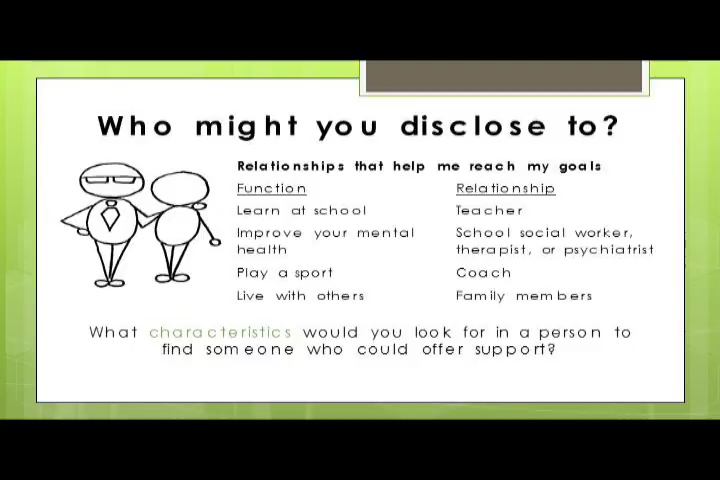 Who might you disclose to?
Relationships that help me reach my goals
Function Relationship
Learn at school Teacher
Improve your mental health School social worker, therapist, or psychiatrist
Play a sport Coach
Live with others Family members
What characteristics would you look for in a person to
find someone who could offer support?